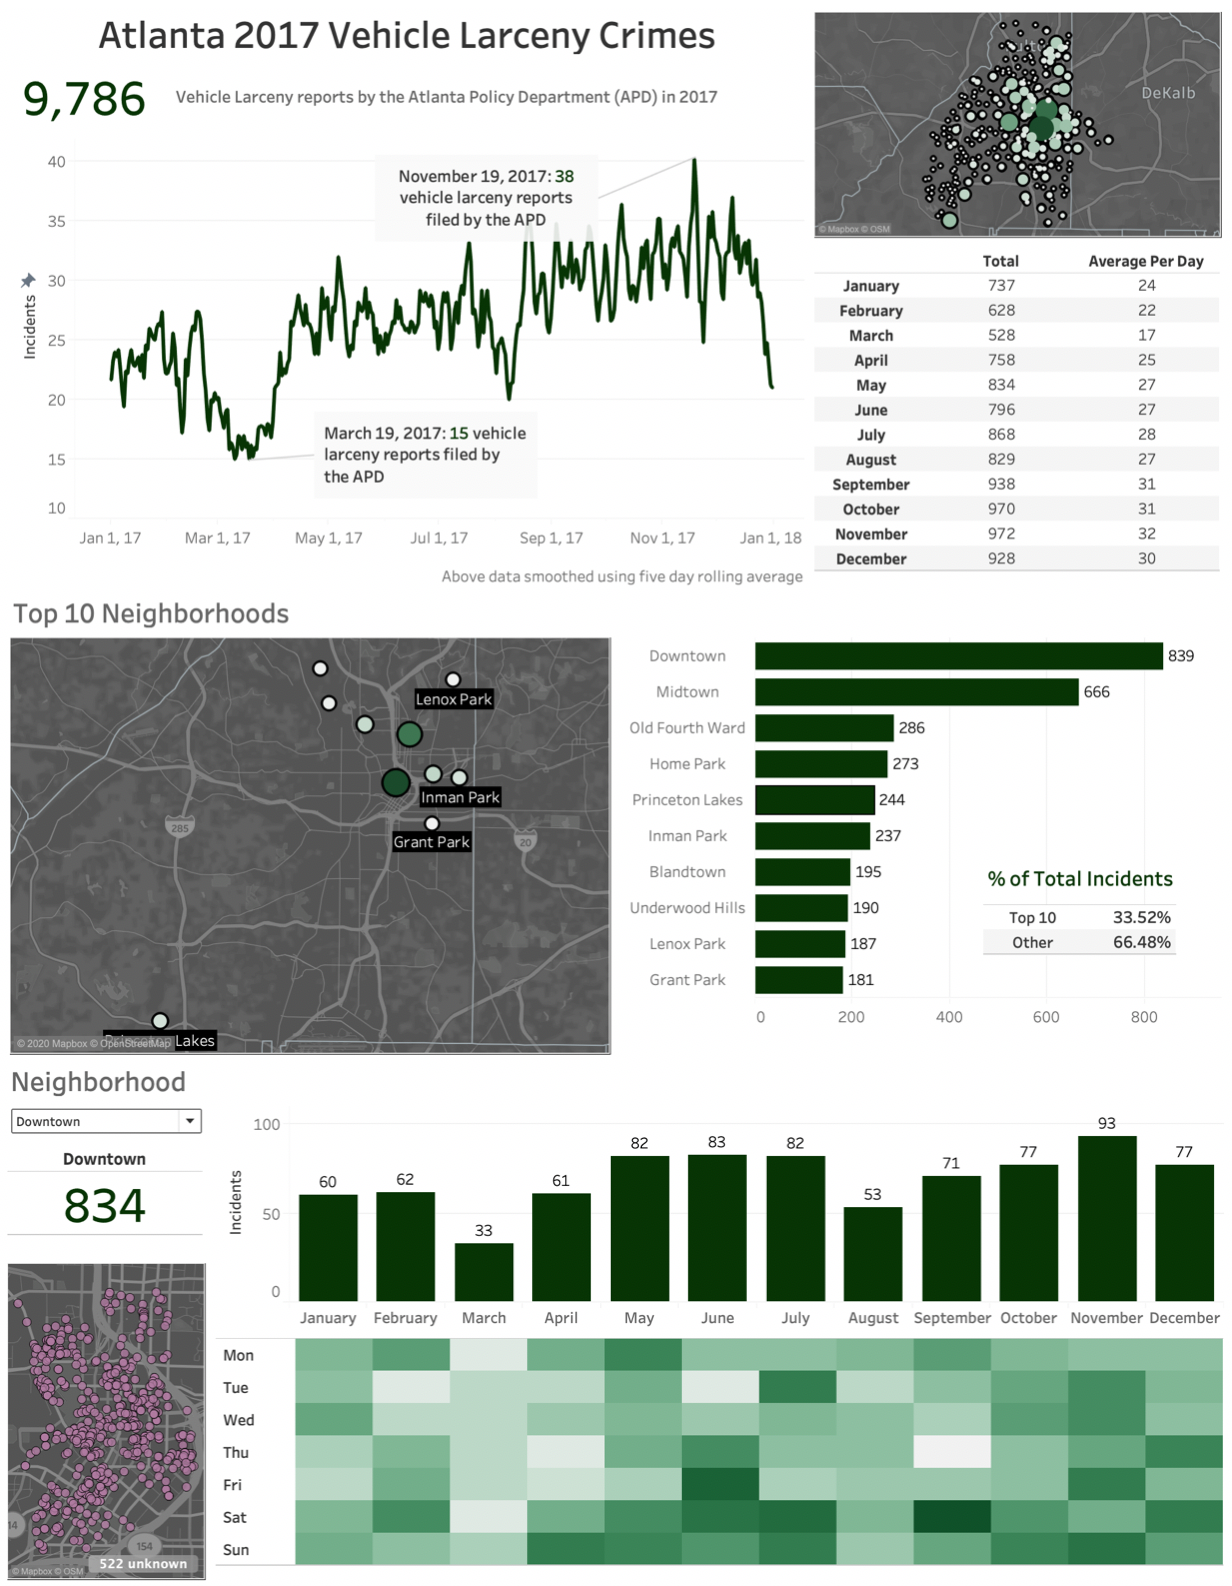 Atlanta 2017 Vehicle Larceny Crimes
9,786 Vehicle Larceny reports by the Atlanta Policy Department (APD) in 2017
DeKalb
© Mapbox © OSM
Incidents
40
35
30
25
20
15
10
November 19, 2017: 38
vehicle larceny reports
filed by the APD
March 19, 2017: 15 vehicle
larceny reports filed by
the APD
Jan 1, 17 Mar 1, 17 May 1, 17 Jul 1, 17 Sep 1, 17 Nov 1, 17 Jan 1, 18
Above data smoothed using five day rolling average
Total Average Per Day
January 737 24
February 628 22
March 528 17
April 758 25
May 834 27
June 796 27
July 868 28
August 829 27
September 938 31
October 970 31
November 972 32
December 928 30
Top 10 Neighborhoods
Lenox Park
Inman Park
Grant Park
285
20
Lakes
© 2020 Mapbox © OpenStreetMap
Downtown 839
Midtown 666
Old Fourth Ward 286
Home Park 273
Princeton Lakes 244
Inman Park 237
Blandtown 195
Underwood Hills 190
Lenox Park 187
Grant Park 181
0 200 400 600 800
% of Total Incidents
Top 10 33.52%
Other 66.48%
Neighborhood
Downtown
Downtown
834
14
154
522 unknown
© Mapbox © OSM
Incidents
100
50
0
60 62 33 61 82 83 82 53 71 77 93 77
January February March April May June July August September October November December
Mon
Tue
Wed
Thu
Fri
Sat
Sun